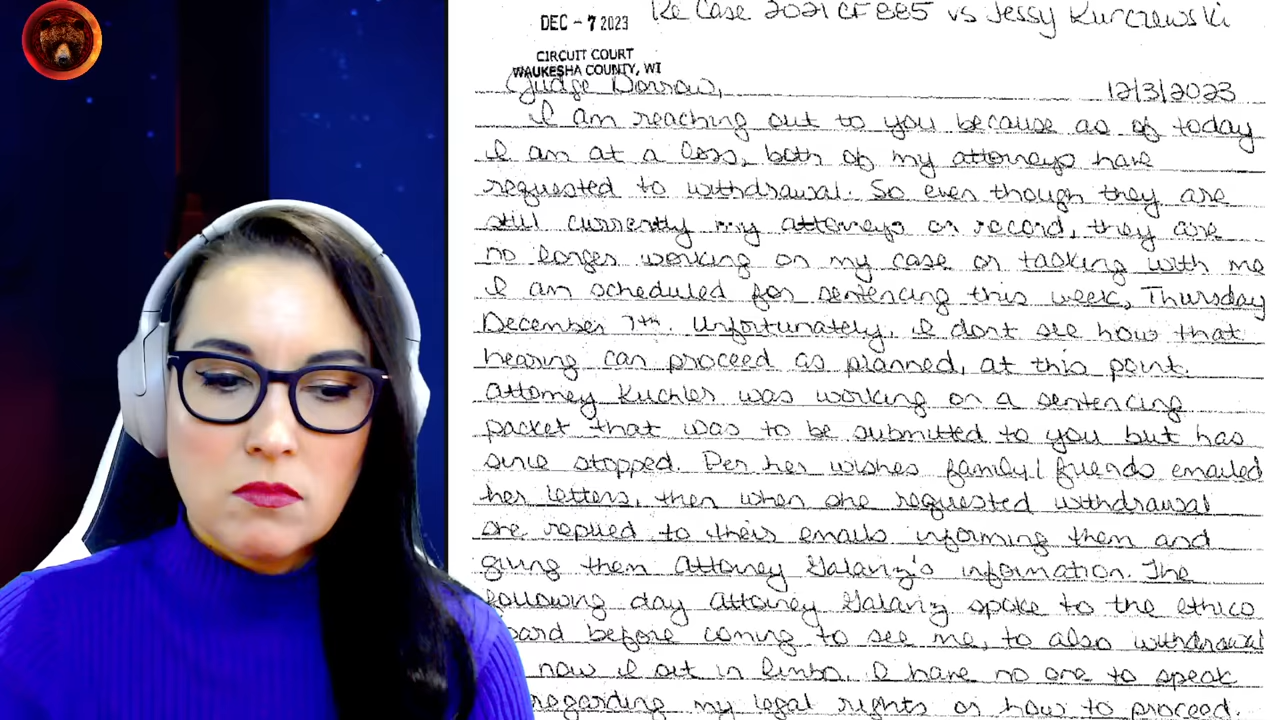 Re Case 2021 CF 885 vs Jessy Kurczewski
DEC - 7 2023
CIRCUIT COURT
WAUKESHA COUNTY, WI
Judge Dorrow,
12/3/2023
I am reaching out to you because as of today
I am at a loss, both of my attorneys have
requested to withdrawal. So even though they are
still currently my attorneys on record, they are
no longer working on my case or talking with me
I am scheduled for sentencing this week, Thursday
December 7th. Unfortunately, I dont see how that
hearing can proceed as planned, at this point.
Attorney Kuchler was working on a sentencing
packet that was to be submitted to you but has
since stopped. Per her wishes family/friends emailed
her letters, then when she requested withdrawal
she replied to their emails informing them and
giving them Attorney Galariz's information. The
following day Attorney Galariz spoke to the ethics
board before coming to see me, to also withdrawal
now I sit in limbo. I have no one to speak
regarding my legal rights or how to proceed.